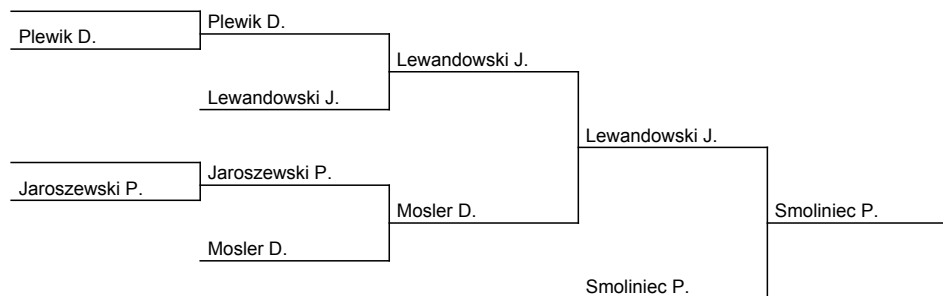 Plewik D.
Plewik D.
Lewandowski J.
Lewandowski J.
Lewandowski J.
Jaroszewski P.
Jaroszewski P.
Mosler D.
Smoliniec P.
Mosler D.
Smoliniec P.